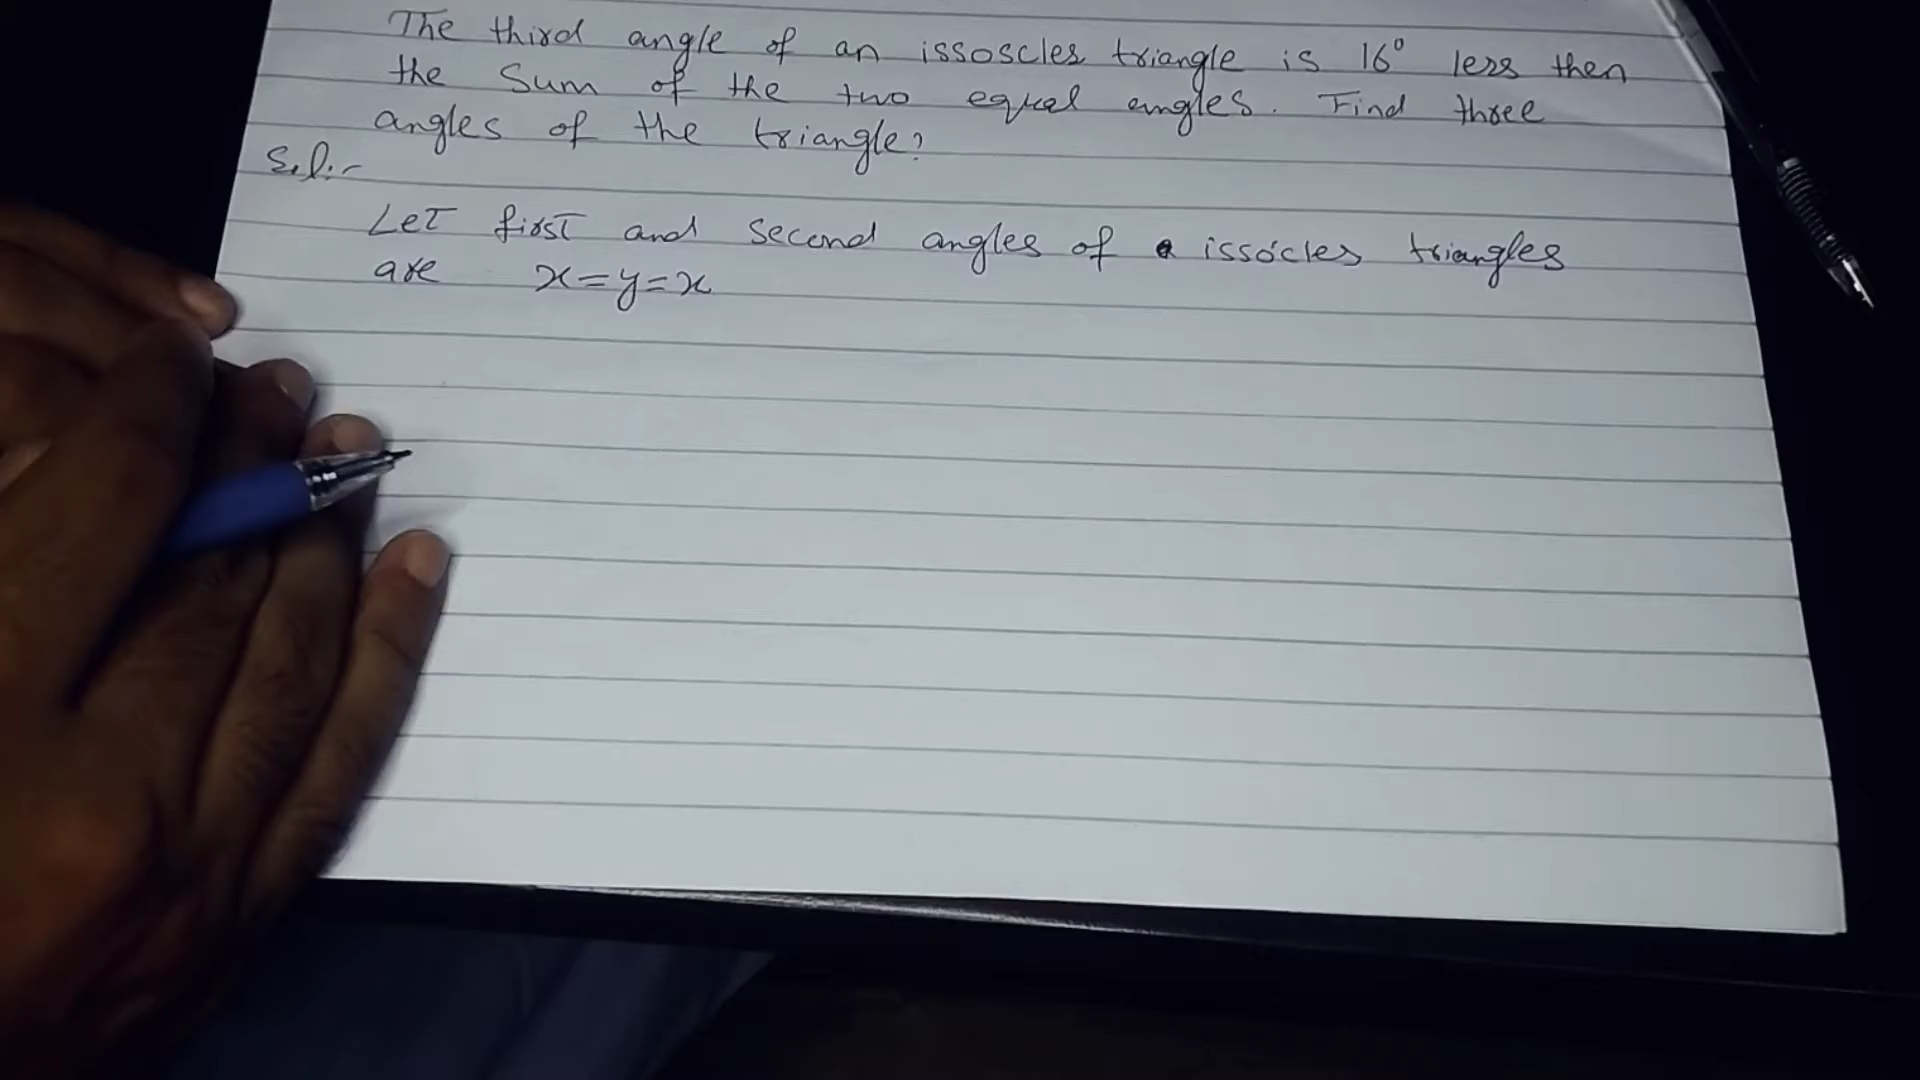 The third angle of an issoscles triangle is 16° less then
the Sum of the two equal angles. Find three
angles of the triangle?
Sol:-
Let first and second angles of issócles triangles
are x=y=x